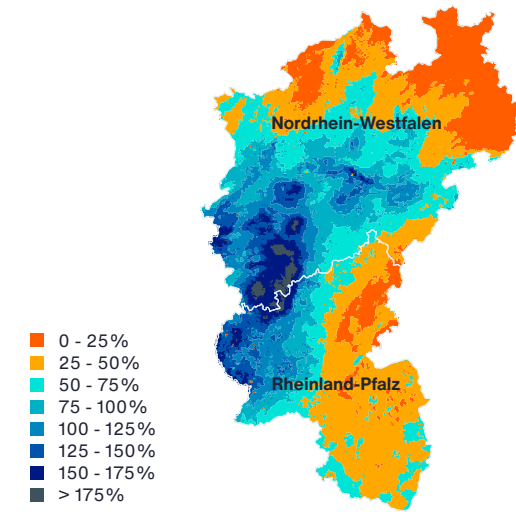 Nordrhein-Westfalen
Rheinland-Pfalz
0 - 25%
25 - 50%
50 - 75%
75 - 100%
100 - 125%
125 - 150%
150 - 175%
> 175%